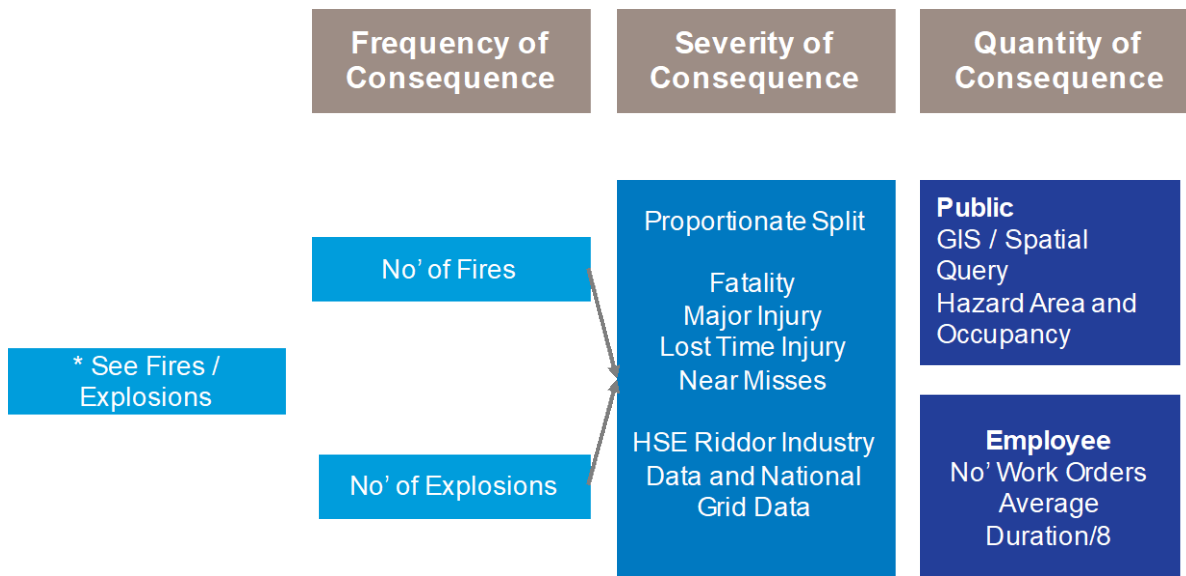 Frequency of
Consequence
Severity of
Consequence
Quantity of
Consequence
* See Fires /
Explosions
No’ of Fires
No’ of Explosions
Proportionate Split
Fatality
Major Injury
Lost Time Injury
Near Misses
HSE Riddor Industry
Data and National
Grid Data
Public
GIS / Spatial
Query
Hazard Area and
Occupancy
Employee
No’ Work Orders
Average
Duration/8